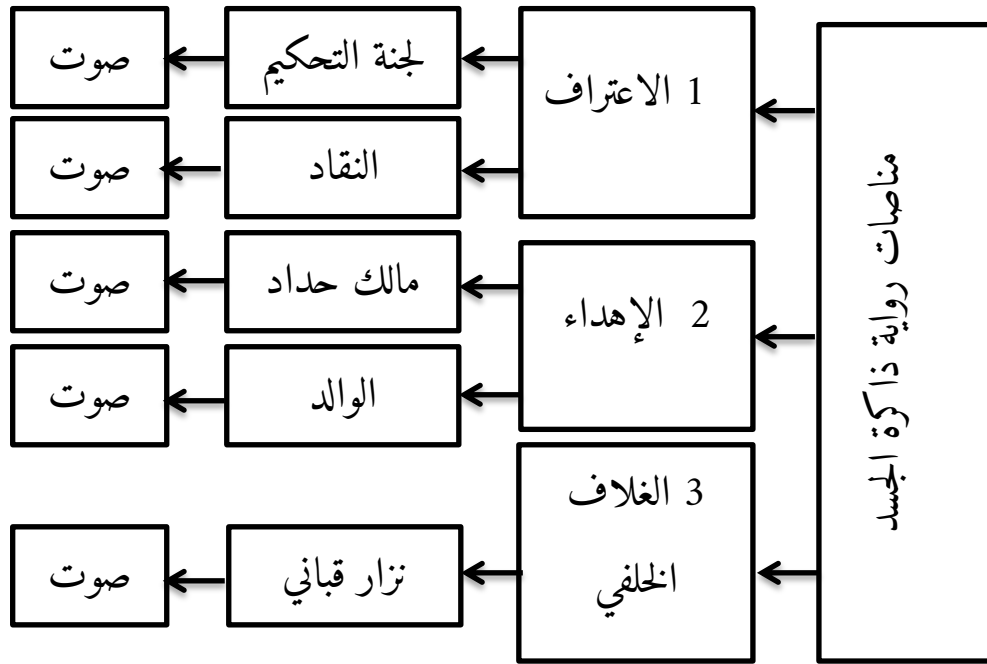 مناصات رواية ذاكرة الجسد
1 الاعتراف
لجنة التحكيم
صوت
النقاد
صوت
2 الإهداء
مالك حداد
صوت
الوالد
صوت
3 الغلاف
الخلفي
نزار قباني
صوت